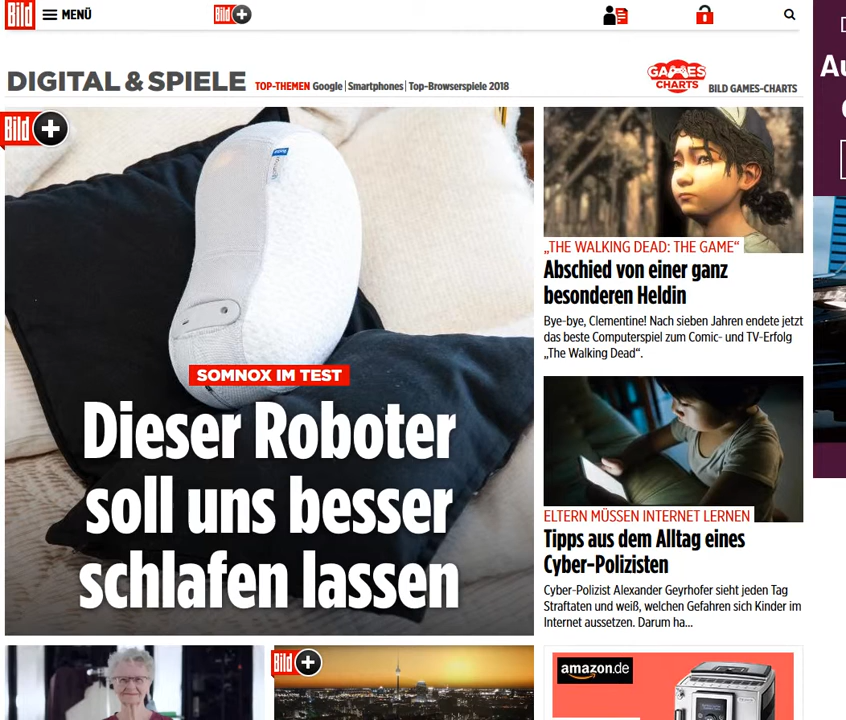 Bild
MENÜ
Bild +
DIGITAL & SPIELE
TOP-THEMEN Google | Smartphones | Top-Browserspiele 2018
GAMES
CHARTS
BILD GAMES-CHARTS
Bild +
SOMNOX IM TEST
Dieser Roboter
soll uns besser
schlafen lassen
„THE WALKING DEAD: THE GAME“
Abschied von einer ganz
besonderen Heldin
Bye-bye, Clementine! Nach sieben Jahren endete jetzt
das beste Computerspiel zum Comic- und TV-Erfolg
„The Walking Dead“.
ELTERN MÜSSEN INTERNET LERNEN
Tipps aus dem Alltag eines
Cyber-Polizisten
Cyber-Polizist Alexander Geyrhofer sieht jeden Tag
Straftaten und weiß, welchen Gefahren sich Kinder im
Internet aussetzen. Darum ha...
Bild +
amazon.de